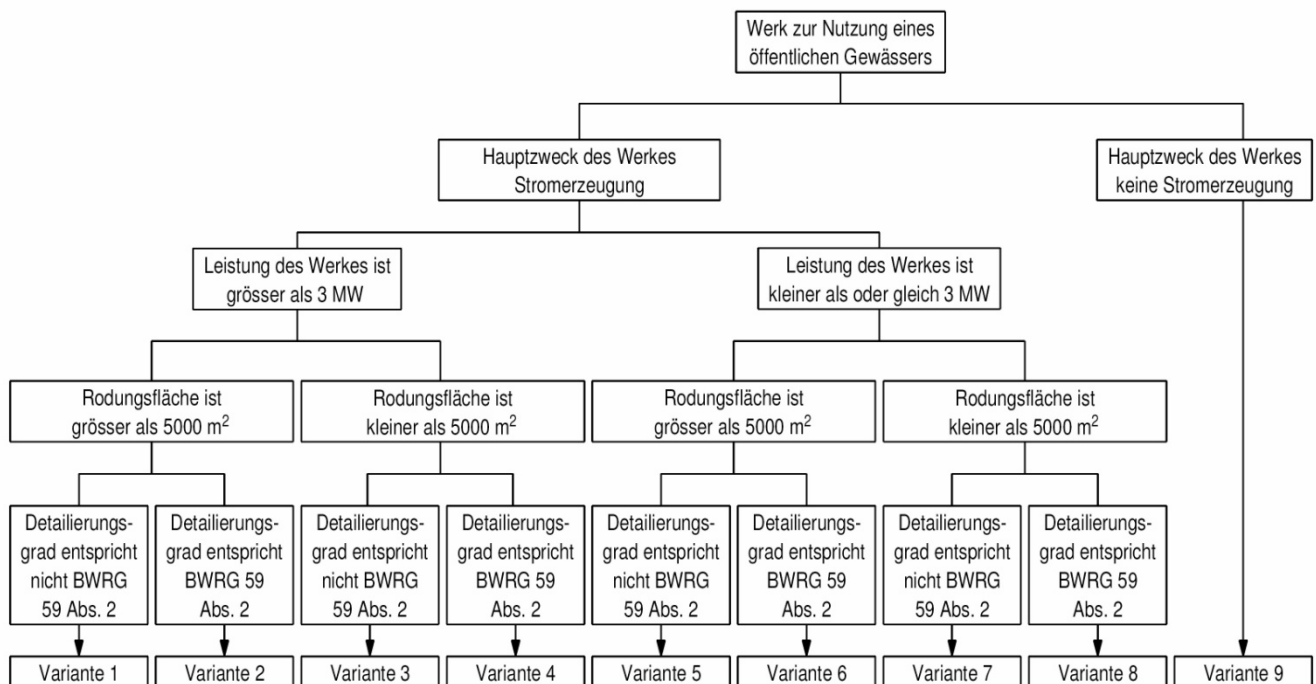 Werk zur Nutzung eines
öffentlichen Gewässers
Hauptzweck des Werkes
Stromerzeugung
Hauptzweck des Werkes
keine Stromerzeugung
Leistung des Werkes ist
grösser als 3 MW
Leistung des Werkes ist
kleiner als oder gleich 3 MW
Rodungsfläche ist
grösser als 5000 m²
Rodungsfläche ist
kleiner als 5000 m²
Rodungsfläche ist
grösser als 5000 m²
Rodungsfläche ist
kleiner als 5000 m²
Detailierungs-
grad entspricht
nicht BWRG
59 Abs. 2
Detailierungs-
grad entspricht
BWRG 59
Abs. 2
Detailierungs-
grad entspricht
nicht BWRG
59 Abs. 2
Detailierungs-
grad entspricht
BWRG 59
Abs. 2
Detailierungs-
grad entspricht
nicht BWRG
59 Abs. 2
Detailierungs-
grad entspricht
BWRG 59
Abs. 2
Detailierungs-
grad entspricht
nicht BWRG
59 Abs. 2
Detailierungs-
grad entspricht
BWRG 59
Abs. 2
Variante 1
Variante 2
Variante 3
Variante 4
Variante 5
Variante 6
Variante 7
Variante 8
Variante 9